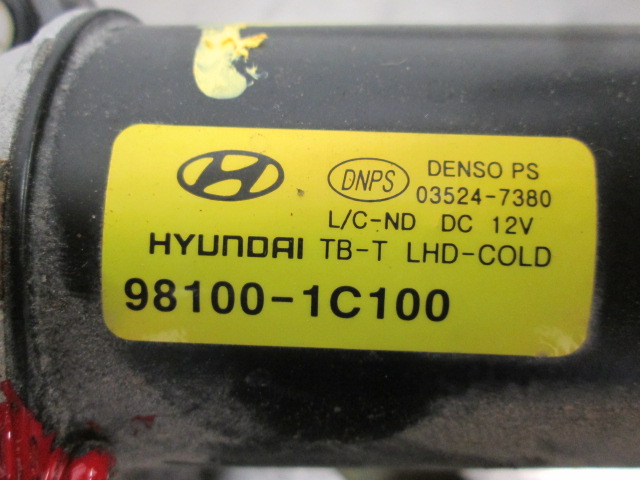 DNPS DENSO PS
03524-7380
L/C-ND DC 12V
HYUNDAI TB-T LHD-COLD
98100-1C100